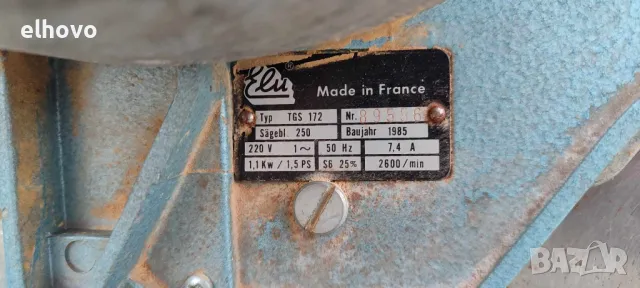 elhovo
Elu ® Made in France
Typ TGS 172 Nr. 89506
Sägebl. 250 Baujahr 1985
220 V 1~ 50 Hz 7,4 A
1,1 Kw / 1,5 PS S6 25% 2600/min
bazar